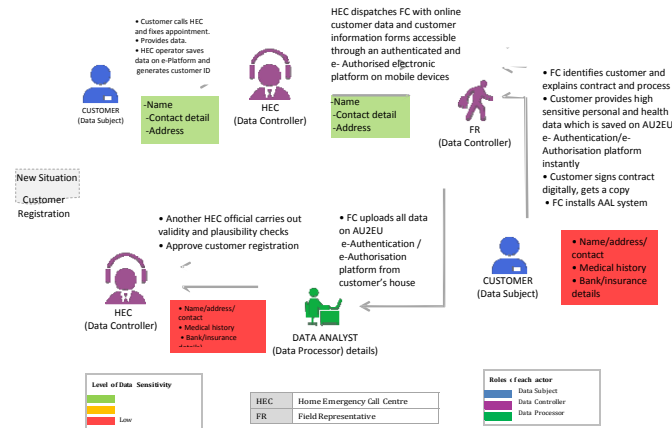 • Customer calls HEC
and fixes appointment.
• Provides data.
• HEC operator saves
data on e-Platform and
generates customer ID
CUSTOMER
(Data Subject)
-Name
-Contact detail
-Address
HEC
(Data Controller)
HEC dispatches FC with online
customer data and customer
information forms accessible
through an authenticated and
e- Authorised electronic
platform on mobile devices
-Name
-Contact detail
-Address
FR
(Data Controller)
• FC identifies customer and
explains contract and process
• Customer provides high
sensitive personal and health
data which is saved on AU2EU
e- Authentication/e-
Authorisation platform
instantly
• Customer signs contract
digitally, gets a copy
• FC installs AAL system
New Situation
Customer
Registration
• Another HEC official carries out
validity and plausibility checks
• Approve customer registration
• FC uploads all data
on AU2EU
e-Authentication /
e-Authorisation
platform from
customer's house
CUSTOMER
(Data Subject)
• Name/address/
contact
• Medical history
• Bank/insurance
details
HEC
(Data Controller)
• Name/address/
contact
• Medical history
• Bank/insurance
DATA ANALYST
(Data Processor) details)
Level of Data Sensitivity
Low
HEC Home Emergency Call Centre
FR Field Representative
Roles of each actor
Data Subject
Data Controller
Data Processor